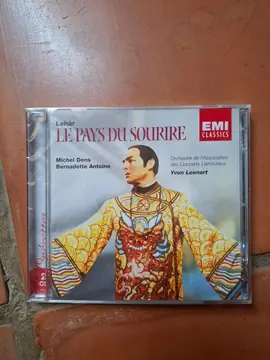 Lehár
LE PAYS DU SOURIRE
EMI
CLASSICS
Michel Dens
Bernadette Antoine
Orchestre de l'Association
des Concerts Lamoureux
Yvon Leenart